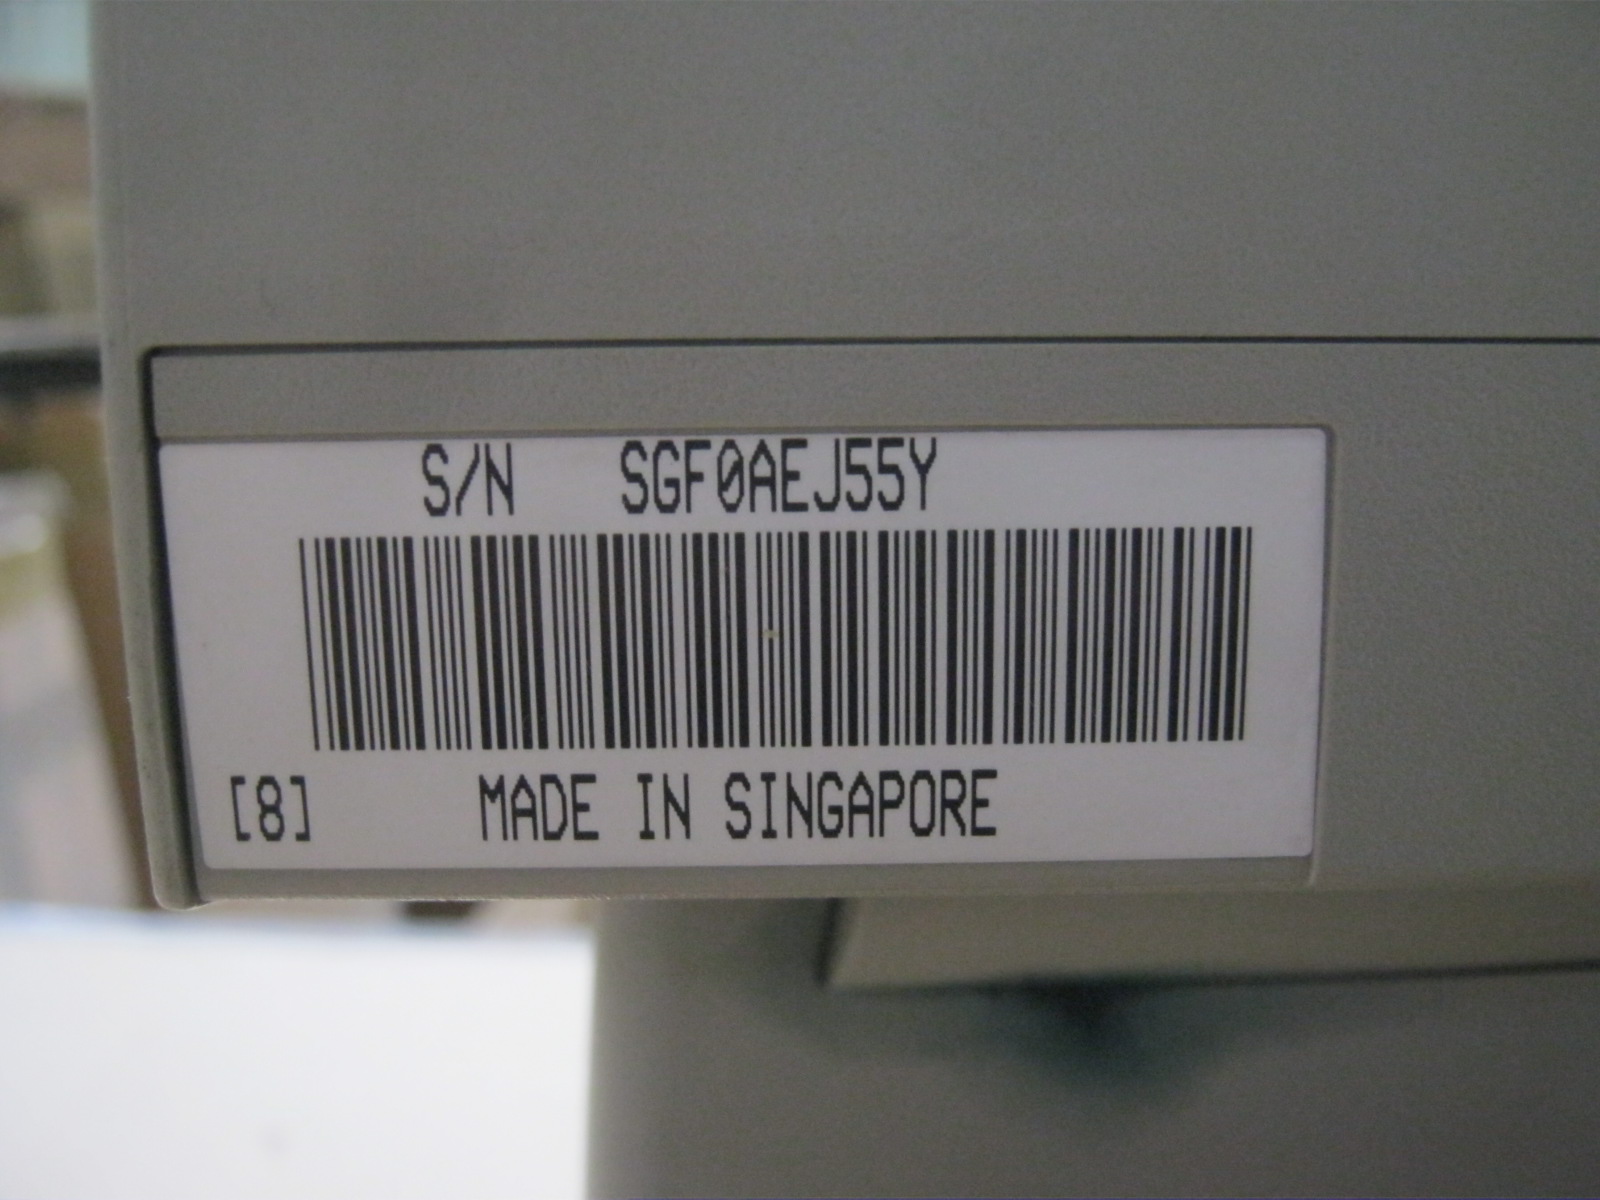 S/N SGF0AEJ55Y
[8] MADE IN SINGAPORE